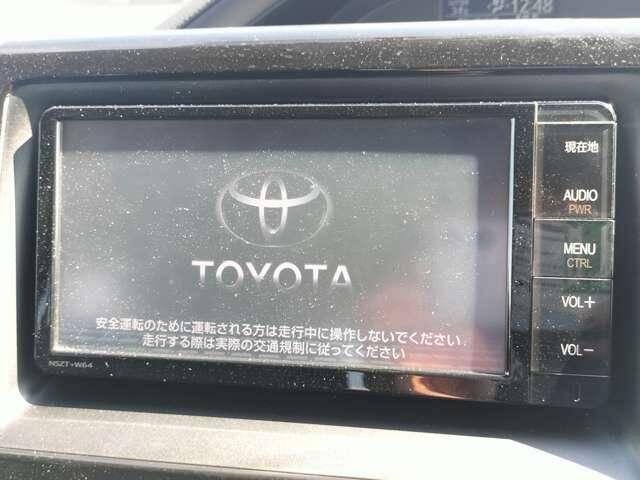 12:48
現在地
AUDIO
PWR
MENU
CTRL
VOL+
VOL-
TOYOTA
安全運転のために運転される方は走行中に操作しないでください
走行する際は実際の交通規制に従ってください
NSZT-W64